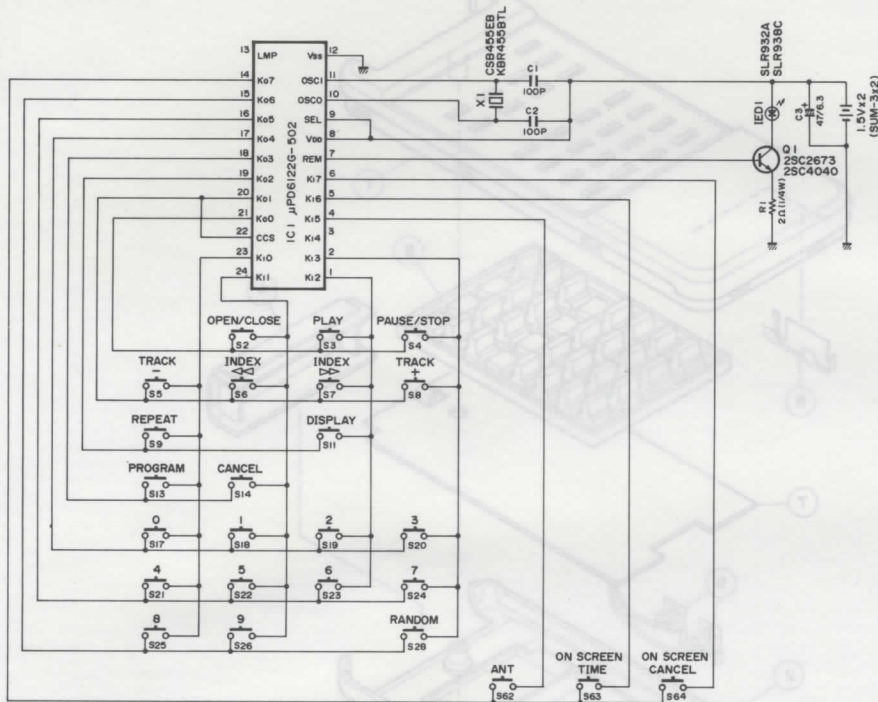 CSB455EB
KBR455BTL
SLR932A
SLR938C
13 LMP Vss 12
14 Ko7 OSCI 11
15 Ko6 OSCO 10
16 Ko5 SEL 9
17 Ko4 VDD 8
18 Ko3 REM 7
19 Ko2 KI7 6
20 Ko1 KI6 5
21 Ko0 KI5 4
22 CCS KI4 3
23 KI0 KI3 2
24 KI1 KI2 1
IC1 μPD6122G-502
X1
C1
100P
C2
100P
lED1
C3 +
47/6.3
1.5V×2
(SUM-3×2)
Q1
2SC2673
2SC4040
R1
2Ω(1/4W)
OPEN/CLOSE PLAY PAUSE/STOP
S2 S3 S4
TRACK INDEX INDEX TRACK
− ◁◁ ▷▷ +
S5 S6 S7 S8
REPEAT DISPLAY
S9 S11
PROGRAM CANCEL
S13 S14
0 1 2 3
S17 S18 S19 S20
4 5 6 7
S21 S22 S23 S24
8 9 RANDOM
S25 S26 S28
ANT ON SCREEN TIME ON SCREEN CANCEL
S62 S63 S64